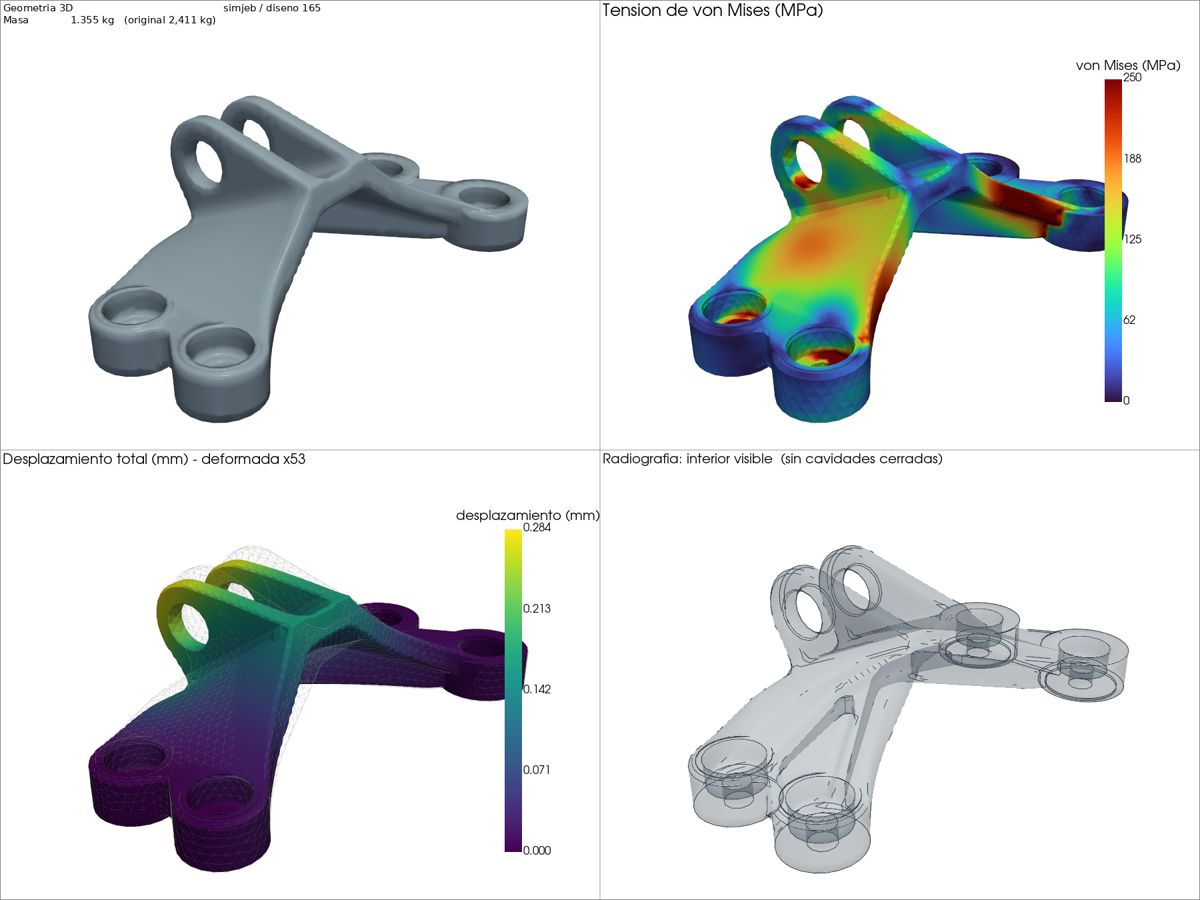 Geometria 3D simjeb / diseno 165
Masa 1.355 kg (original 2,411 kg)
Tension de von Mises (MPa)
von Mises (MPa)
250
188
125
62
0
Desplazamiento total (mm) - deformada x53
desplazamiento (mm)
0.284
0.213
0.142
0.071
0.000
Radiografia: interior visible (sin cavidades cerradas)